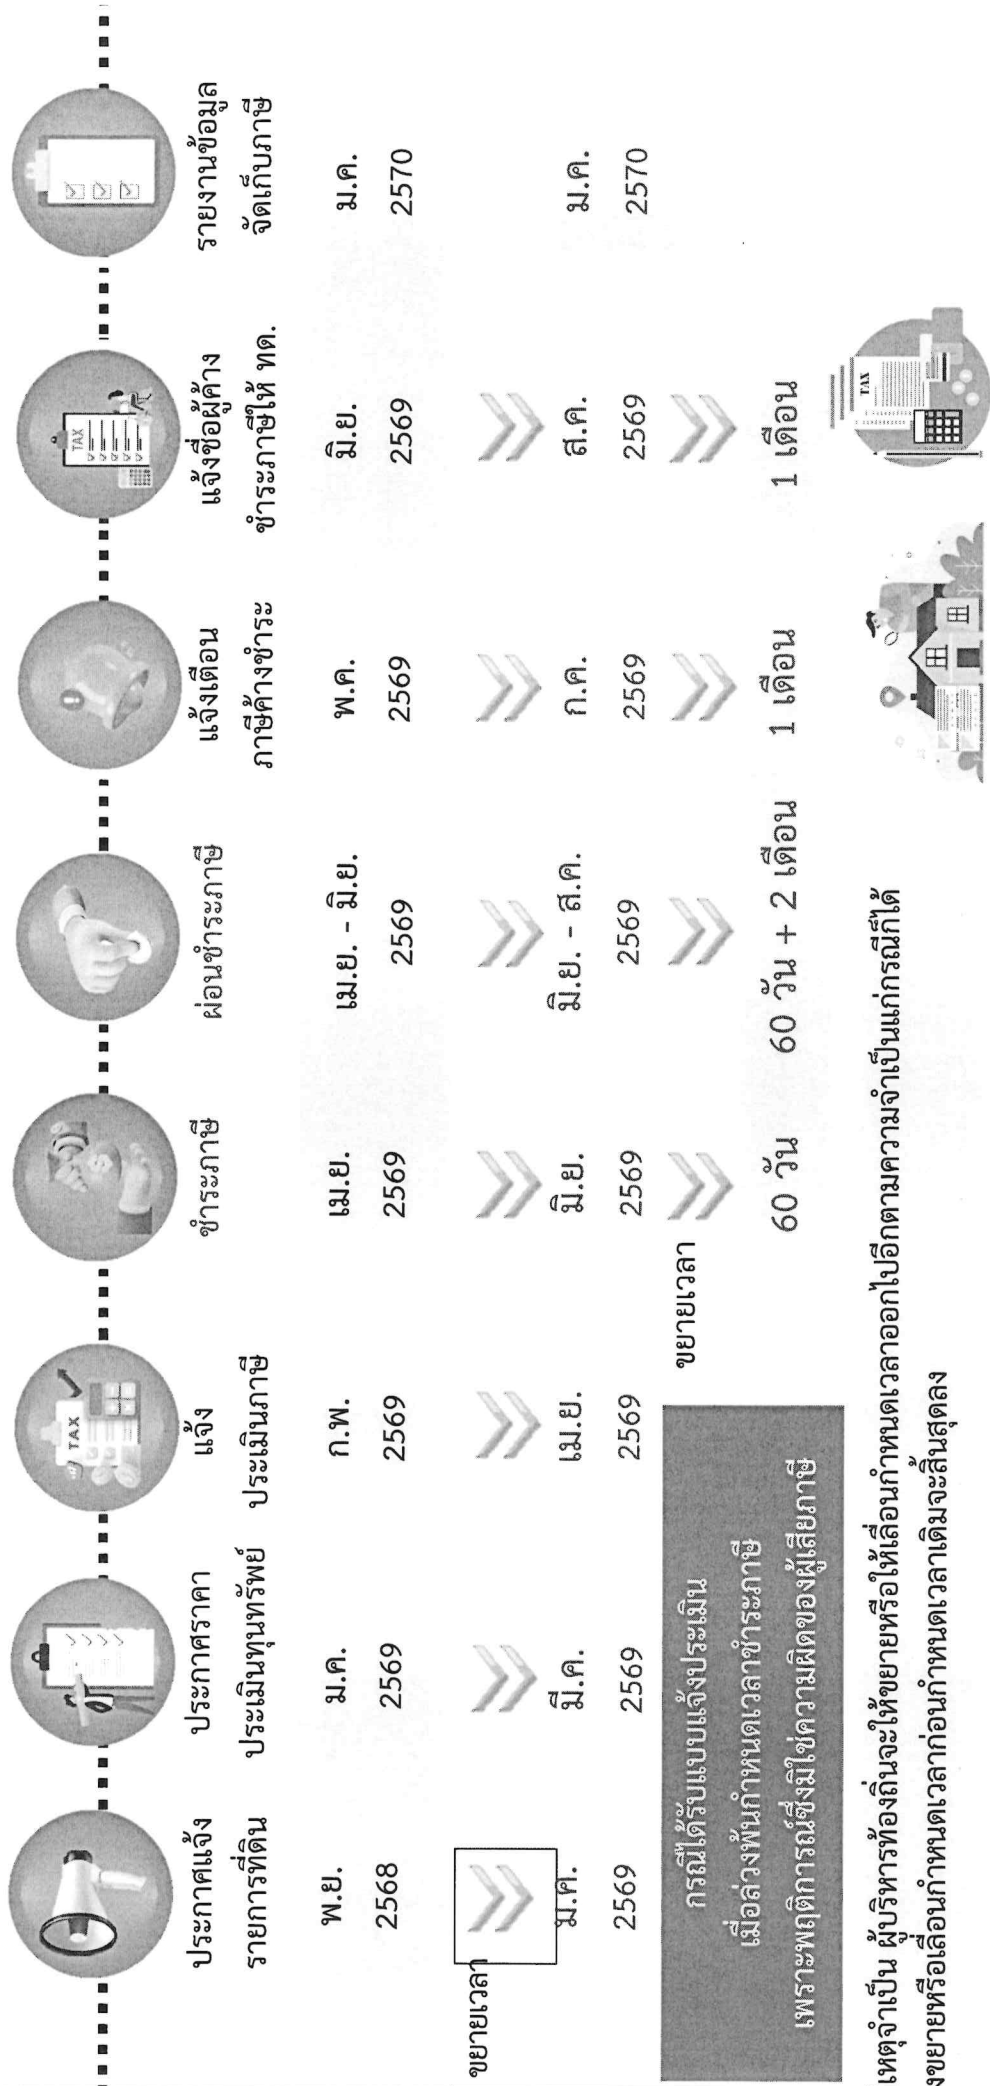 ประกาศแจ้ง
รายการที่ดิน
พ.ย.
2568
ขยายเวลา
ม.ค.
2569
ประกาศราคา
ประเมินทุนทรัพย์
ม.ค.
2569
มี.ค.
2569
แจ้ง
ประเมินภาษี
ก.พ.
2569
เม.ย.
2569
ชำระภาษี
เม.ย.
2569
มิ.ย.
2569
ขยายเวลา
60 วัน
ผ่อนชำระภาษี
เม.ย. - มิ.ย.
2569
มิ.ย. - ส.ค.
2569
60 วัน + 2 เดือน
แจ้งเตือน
ภาษีค้างชำระ
พ.ค.
2569
ก.ค.
2569
1 เดือน
แจ้งชื่อผู้ค้าง
ชำระภาษีให้ ทด.
มิ.ย.
2569
ส.ค.
2569
1 เดือน
รายงานข้อมูล
จัดเก็บภาษี
ม.ค.
2570
ม.ค.
2570
TAX
TAX
TAX
กรณีได้รับแบบแจ้งประเมิน
เมื่อล่วงพ้นกำหนดเวลาชำระภาษี
เพราะพฤติการณ์ซึ่งมิใช่ความผิดของผู้เสียภาษี
เหตุจำเป็น ผู้บริหารท้องถิ่นจะให้ขยายหรือให้เลื่อนกำหนดเวลาออกไปอีกตามความจำเป็นแก่กรณีก็ได้
งขยายหรือเลื่อนกำหนดเวลาก่อนกำหนดเวลาเดิมจะสิ้นสุดลง